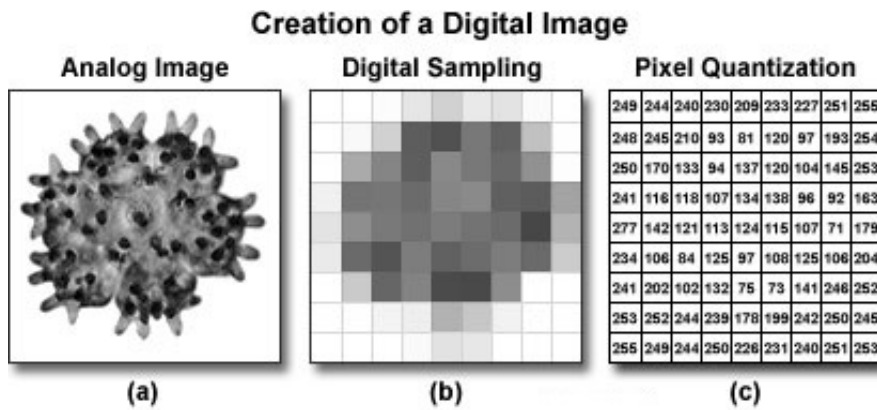 Creation of a Digital Image
Analog Image Digital Sampling Pixel Quantization
249 244 240 230 209 233 227 251 255
248 245 210 93 81 120 97 193 254
250 170 133 94 137 120 104 145 253
241 116 118 107 134 138 96 92 163
277 142 121 113 124 115 107 71 179
234 106 84 125 97 108 125 106 204
241 202 102 132 75 73 141 246 252
253 252 244 239 178 199 242 250 245
255 249 244 250 226 231 240 251 253
(a) (b) (c)